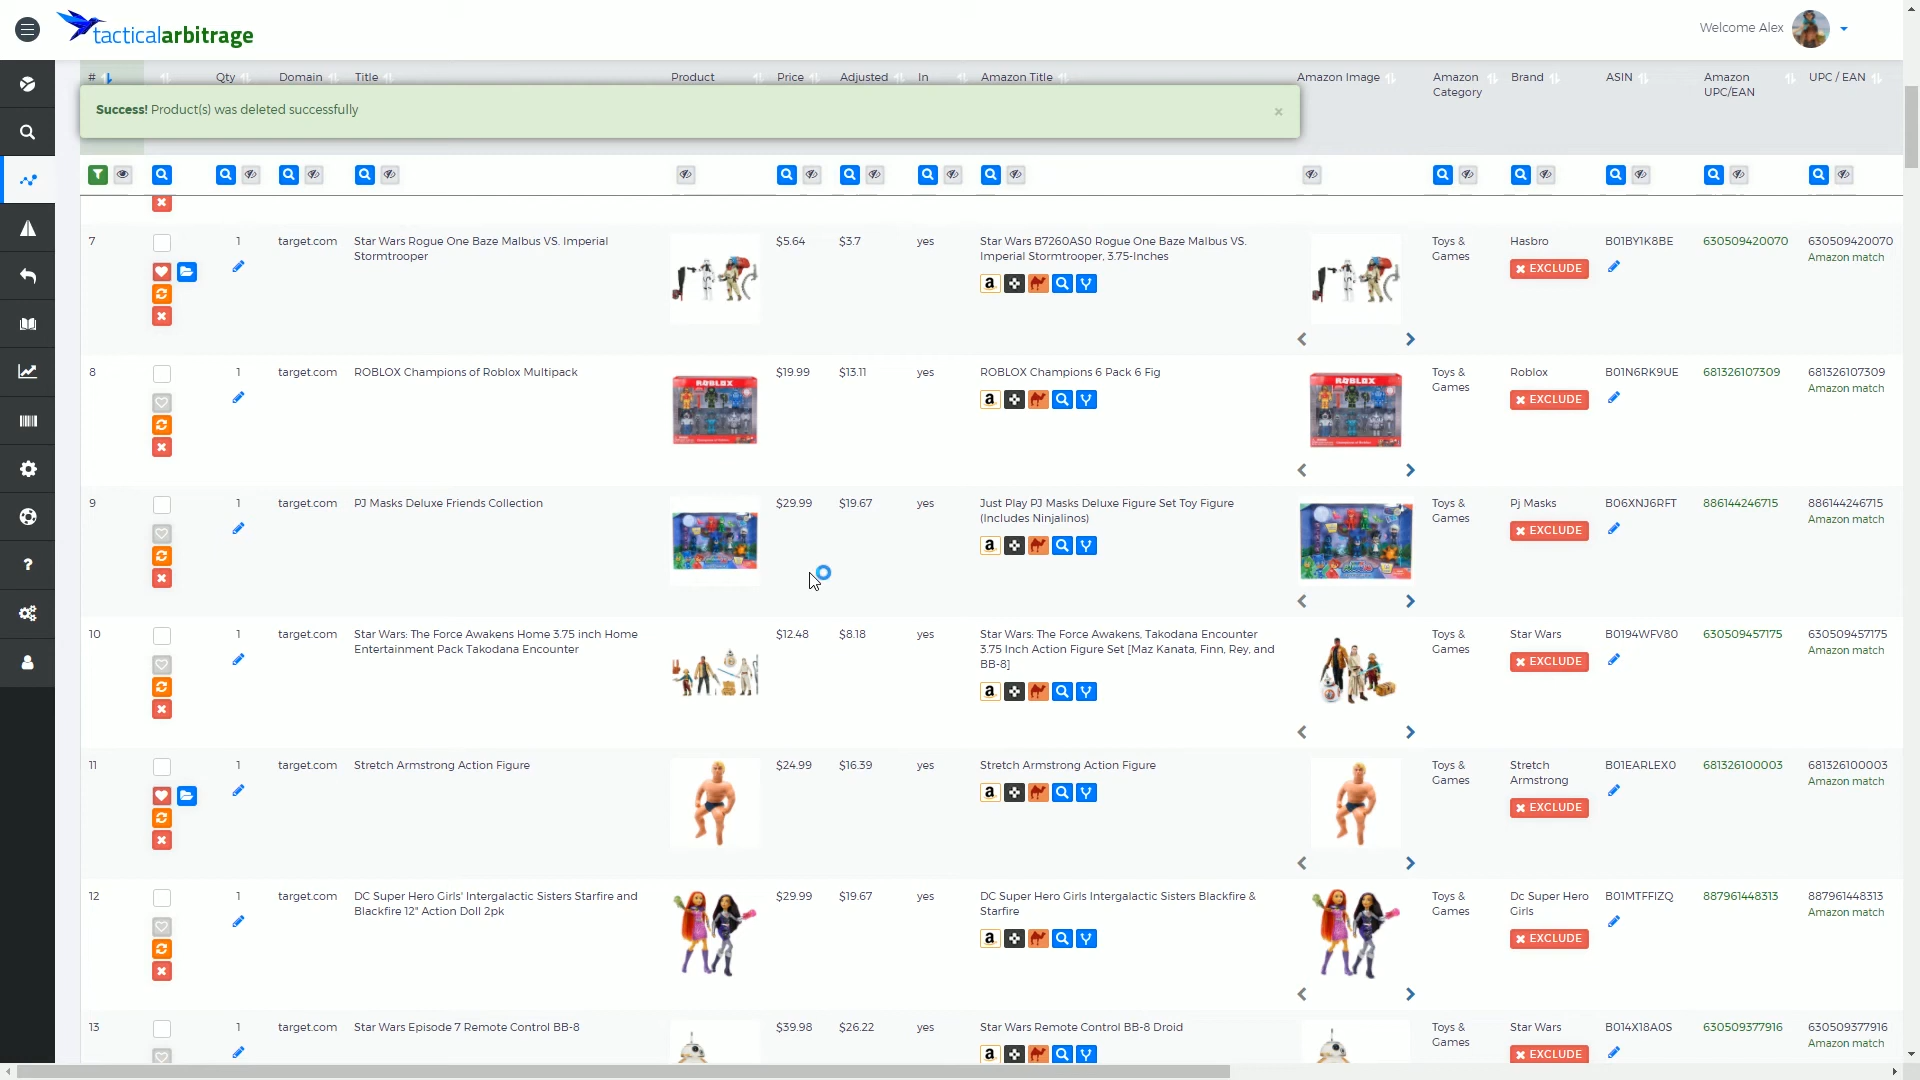 tacticalarbitrage
Welcome Alex
# Qty Domain Title Product Price Adjusted In Amazon Title Amazon Image Amazon Category Brand ASIN Amazon UPC/EAN UPC / EAN
Success! Product(s) was deleted successfully ×
7 1 target.com Star Wars Rogue One Baze Malbus VS. Imperial $5.64 $3.7 yes Star Wars B7260AS0 Rogue One Baze Malbus VS. Toys & Hasbro B01BY1K8BE 630509420070 630509420070
Stormtrooper Imperial Stormtrooper, 3.75-Inches Games EXCLUDE Amazon match
8 1 target.com ROBLOX Champions of Roblox Multipack $19.99 $13.11 yes ROBLOX Champions 6 Pack 6 Fig Toys & Roblox B01N6RK9UE 681326107309 681326107309
ROBLOX ROBLOX Games EXCLUDE Amazon match
9 1 target.com PJ Masks Deluxe Friends Collection $29.99 $19.67 yes Just Play PJ Masks Deluxe Figure Set Toy Figure Toys & Pj Masks B06XNJ6RFT 886144246715 886144246715
(Includes Ninjalinos) Games EXCLUDE Amazon match
10 1 target.com Star Wars: The Force Awakens Home 3.75 inch Home $12.48 $8.18 yes Star Wars: The Force Awakens, Takodana Encounter Toys & Star Wars B0194WFV80 630509457175 630509457175
Entertainment Pack Takodana Encounter 3.75 Inch Action Figure Set [Maz Kanata, Finn, Rey, and Games EXCLUDE Amazon match
BB-8]
11 1 target.com Stretch Armstrong Action Figure $24.99 $16.39 yes Stretch Armstrong Action Figure Toys & Stretch B01EARLEX0 681326100003 681326100003
Games Armstrong Amazon match
EXCLUDE
12 1 target.com DC Super Hero Girls' Intergalactic Sisters Starfire and $29.99 $19.67 yes DC Super Hero Girls Intergalactic Sisters Blackfire & Toys & Dc Super Hero B01MTFFIZQ 887961448313 887961448313
Blackfire 12" Action Doll 2pk Starfire Games Girls Amazon match
EXCLUDE
13 1 target.com Star Wars Episode 7 Remote Control BB-8 $39.98 $26.22 yes Star Wars Remote Control BB-8 Droid Toys & Star Wars B014X18A0S 630509377916 630509377916
Games EXCLUDE Amazon match